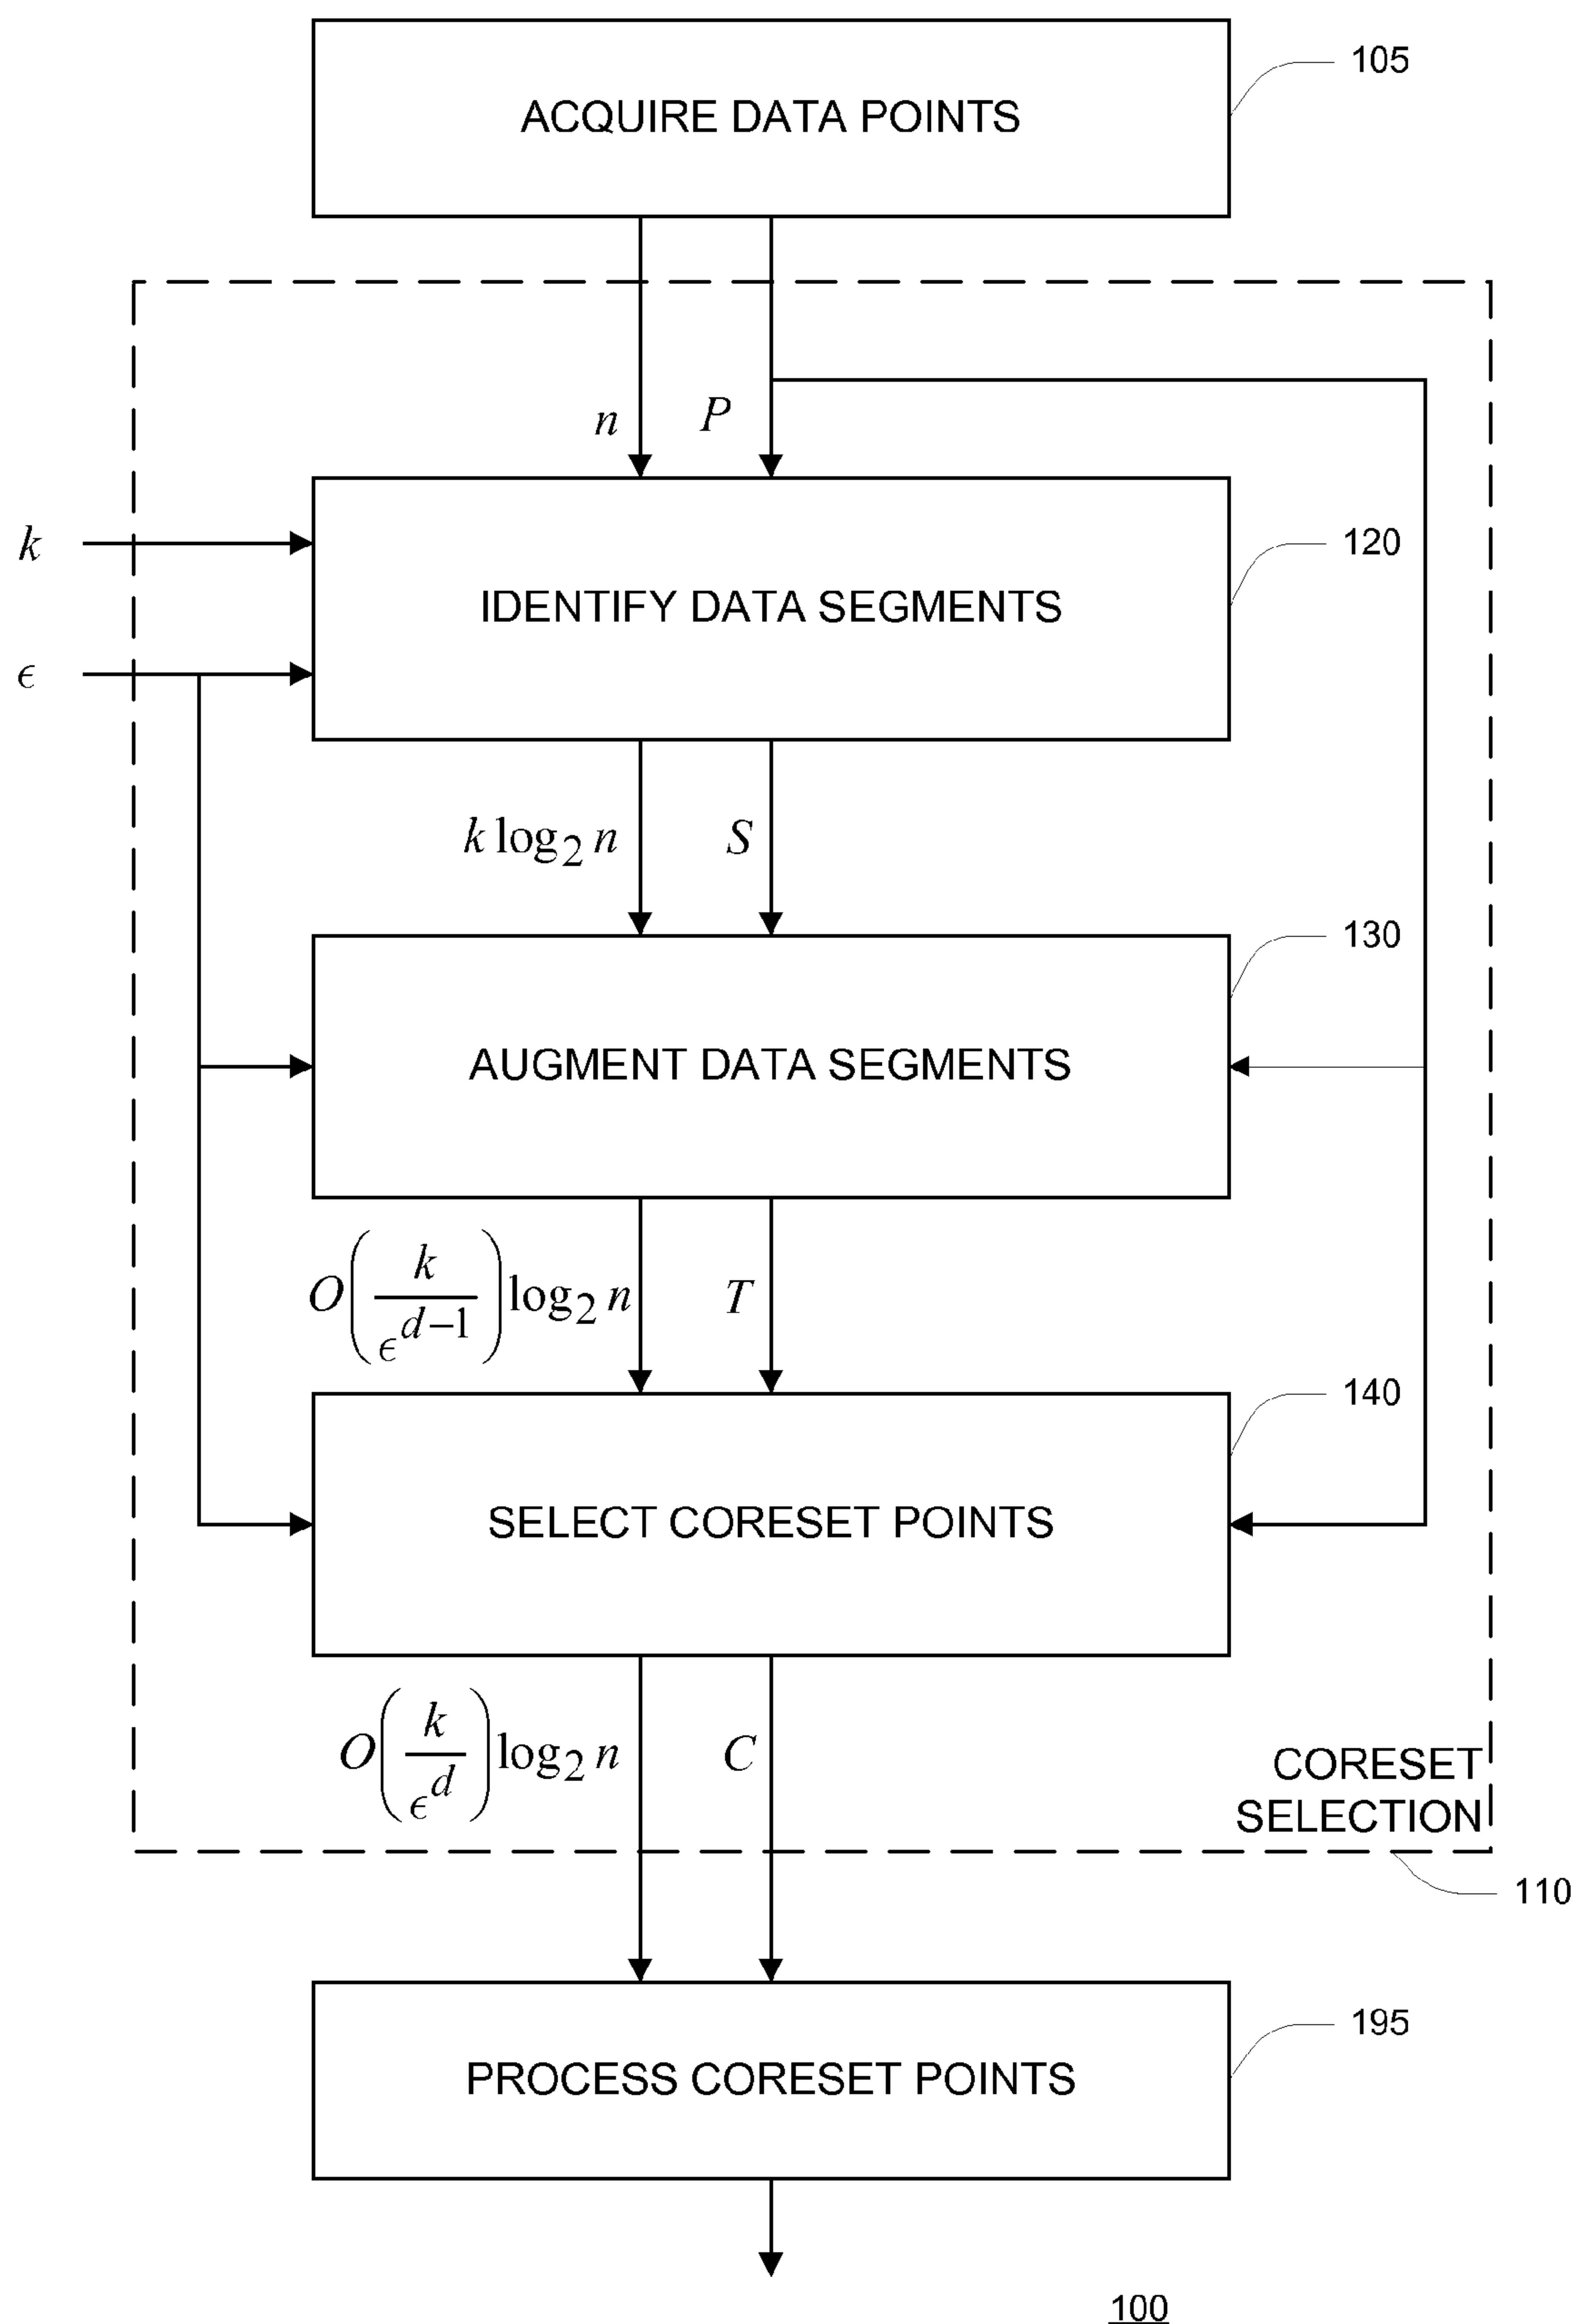 ACQUIRE DATA POINTS
105
n
P
k
ϵ
IDENTIFY DATA SEGMENTS
120
k log₂ n
S
AUGMENT DATA SEGMENTS
130
O(k/ϵ^{d−1}) log₂ n
T
SELECT CORESET POINTS
140
O(k/ϵ^d) log₂ n
C
CORESET
SELECTION
110
PROCESS CORESET POINTS
195
100